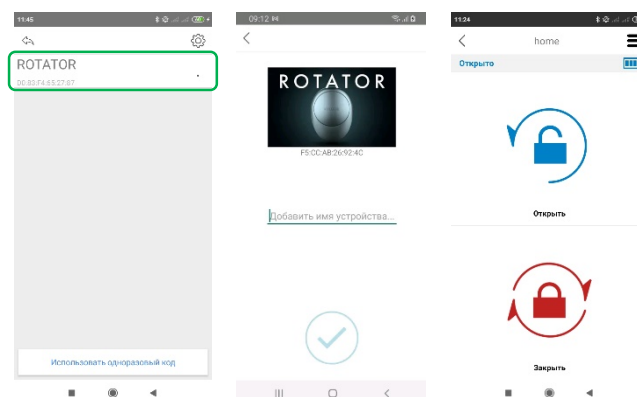 11:45
ROTATOR
D0:03:F4:55:27:07
Использовать одноразовый код
09:12
ROTATOR
F5:CC:AB:26:92:4C
Добавить имя устройства...
11:24
home
Открыто
Открыть
Закрыть